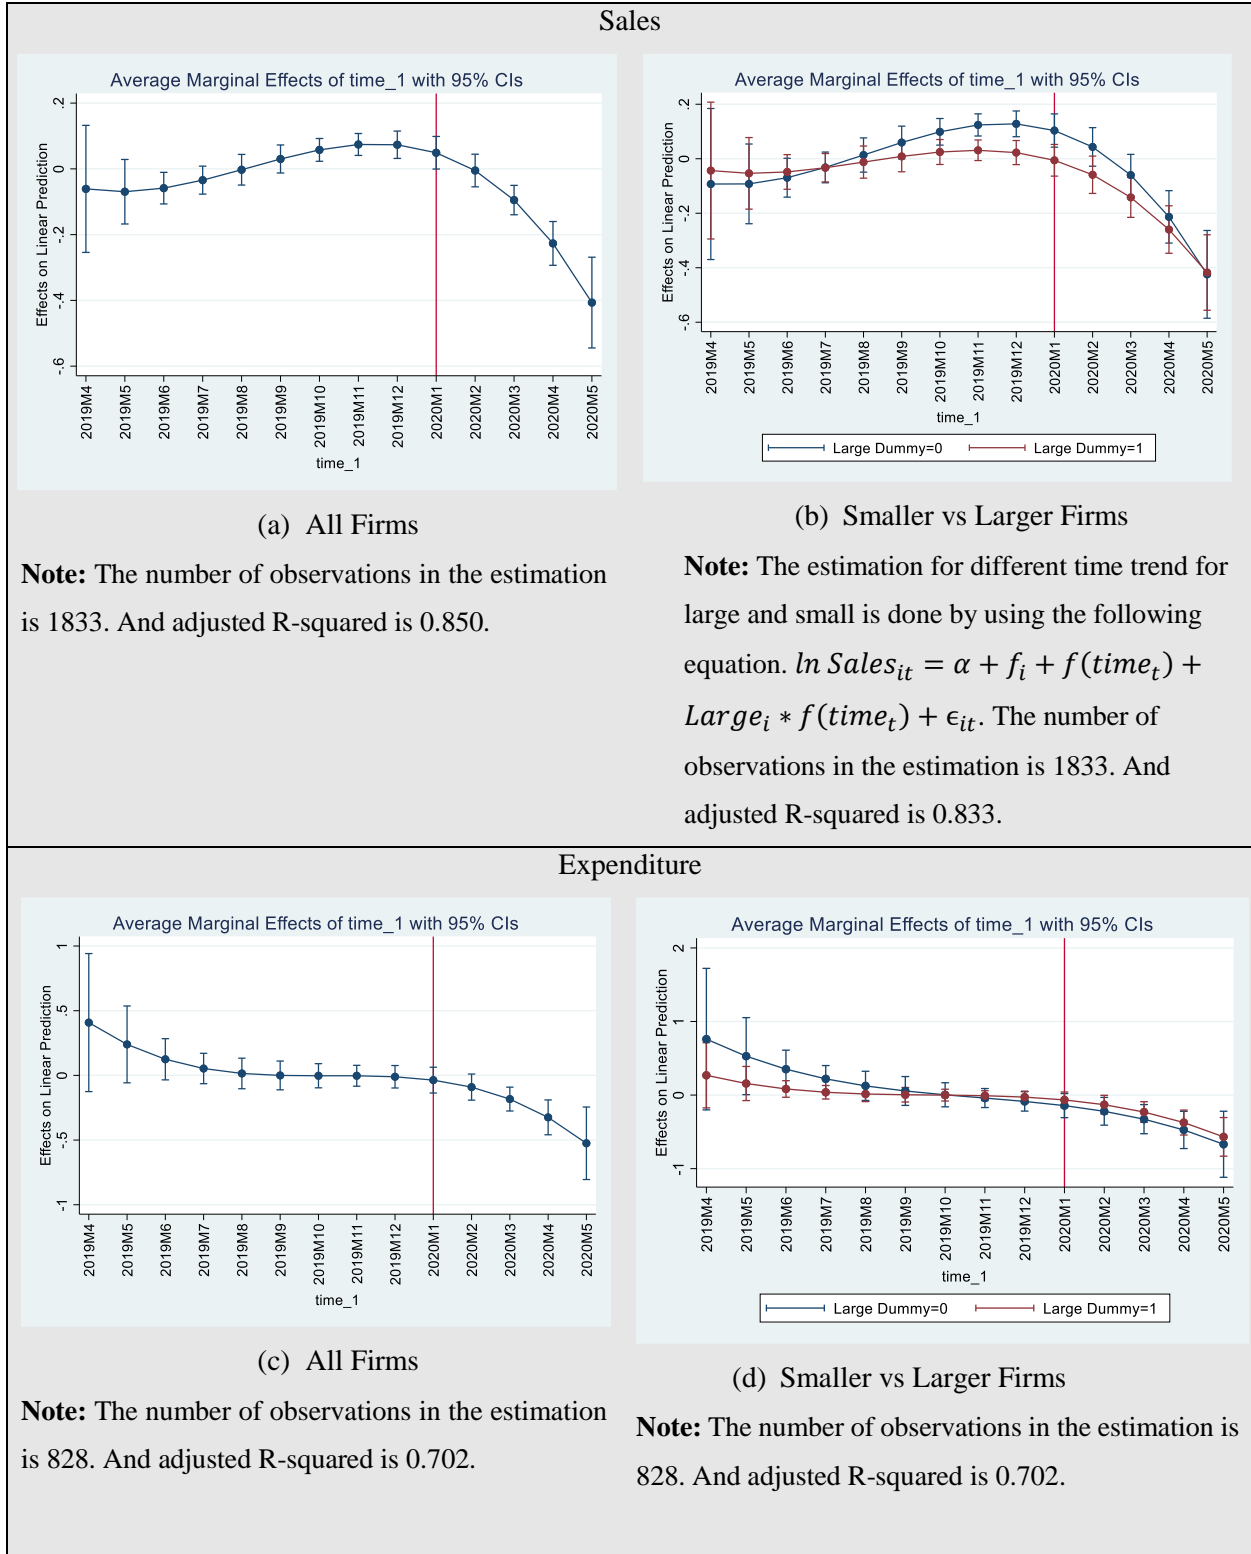 Sales
Average Marginal Effects of time_1 with 95% CIs
Effects on Linear Prediction
.2
0
-.2
-.4
-.6
2019M4
2019M5
2019M6
2019M7
2019M8
2019M9
2019M10
2019M11
2019M12
2020M1
2020M2
2020M3
2020M4
2020M5
time_1
(a) All Firms
Note: The number of observations in the estimation
is 1833. And adjusted R-squared is 0.850.
Average Marginal Effects of time_1 with 95% CIs
Effects on Linear Prediction
.2
0
-.2
-.4
-.6
2019M4
2019M5
2019M6
2019M7
2019M8
2019M9
2019M10
2019M11
2019M12
2020M1
2020M2
2020M3
2020M4
2020M5
time_1
Large Dummy=0
Large Dummy=1
(b) Smaller vs Larger Firms
Note: The estimation for different time trend for
large and small is done by using the following
equation. ln Sales_it = α + f_i + f(time_t) +
Large_i * f(time_t) + ϵ_it. The number of
observations in the estimation is 1833. And
adjusted R-squared is 0.833.
Expenditure
Average Marginal Effects of time_1 with 95% CIs
Effects on Linear Prediction
1
.5
0
-.5
-1
2019M4
2019M5
2019M6
2019M7
2019M8
2019M9
2019M10
2019M11
2019M12
2020M1
2020M2
2020M3
2020M4
2020M5
time_1
(c) All Firms
Note: The number of observations in the estimation
is 828. And adjusted R-squared is 0.702.
Average Marginal Effects of time_1 with 95% CIs
Effects on Linear Prediction
2
1
0
-1
2019M4
2019M5
2019M6
2019M7
2019M8
2019M9
2019M10
2019M11
2019M12
2020M1
2020M2
2020M3
2020M4
2020M5
time_1
Large Dummy=0
Large Dummy=1
(d) Smaller vs Larger Firms
Note: The number of observations in the estimation is
828. And adjusted R-squared is 0.702.